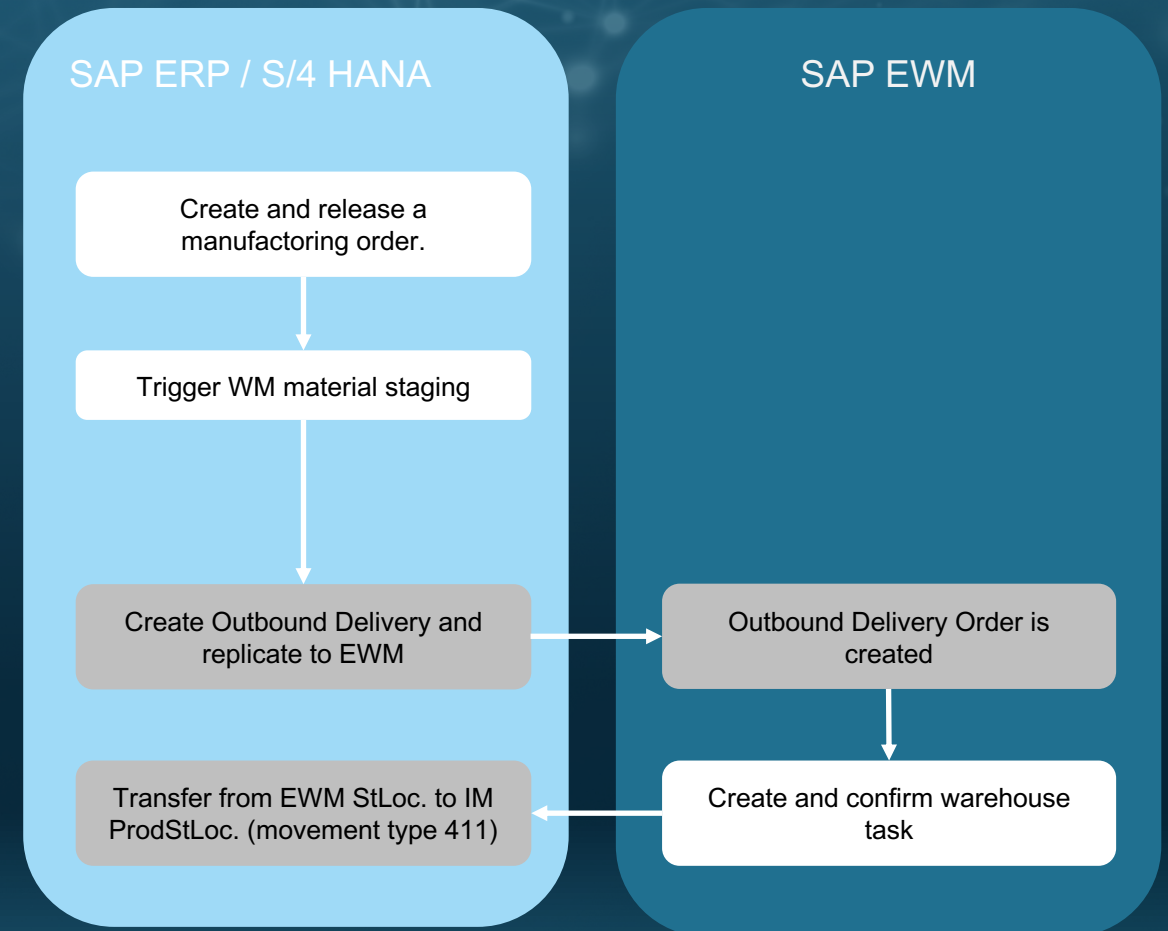 SAP ERP / S/4 HANA
SAP EWM
Create and release a
manufactoring order.
Trigger WM material staging
Create Outbound Delivery and
replicate to EWM
Outbound Delivery Order is
created
Transfer from EWM StLoc. to IM
ProdStLoc. (movement type 411)
Create and confirm warehouse
task